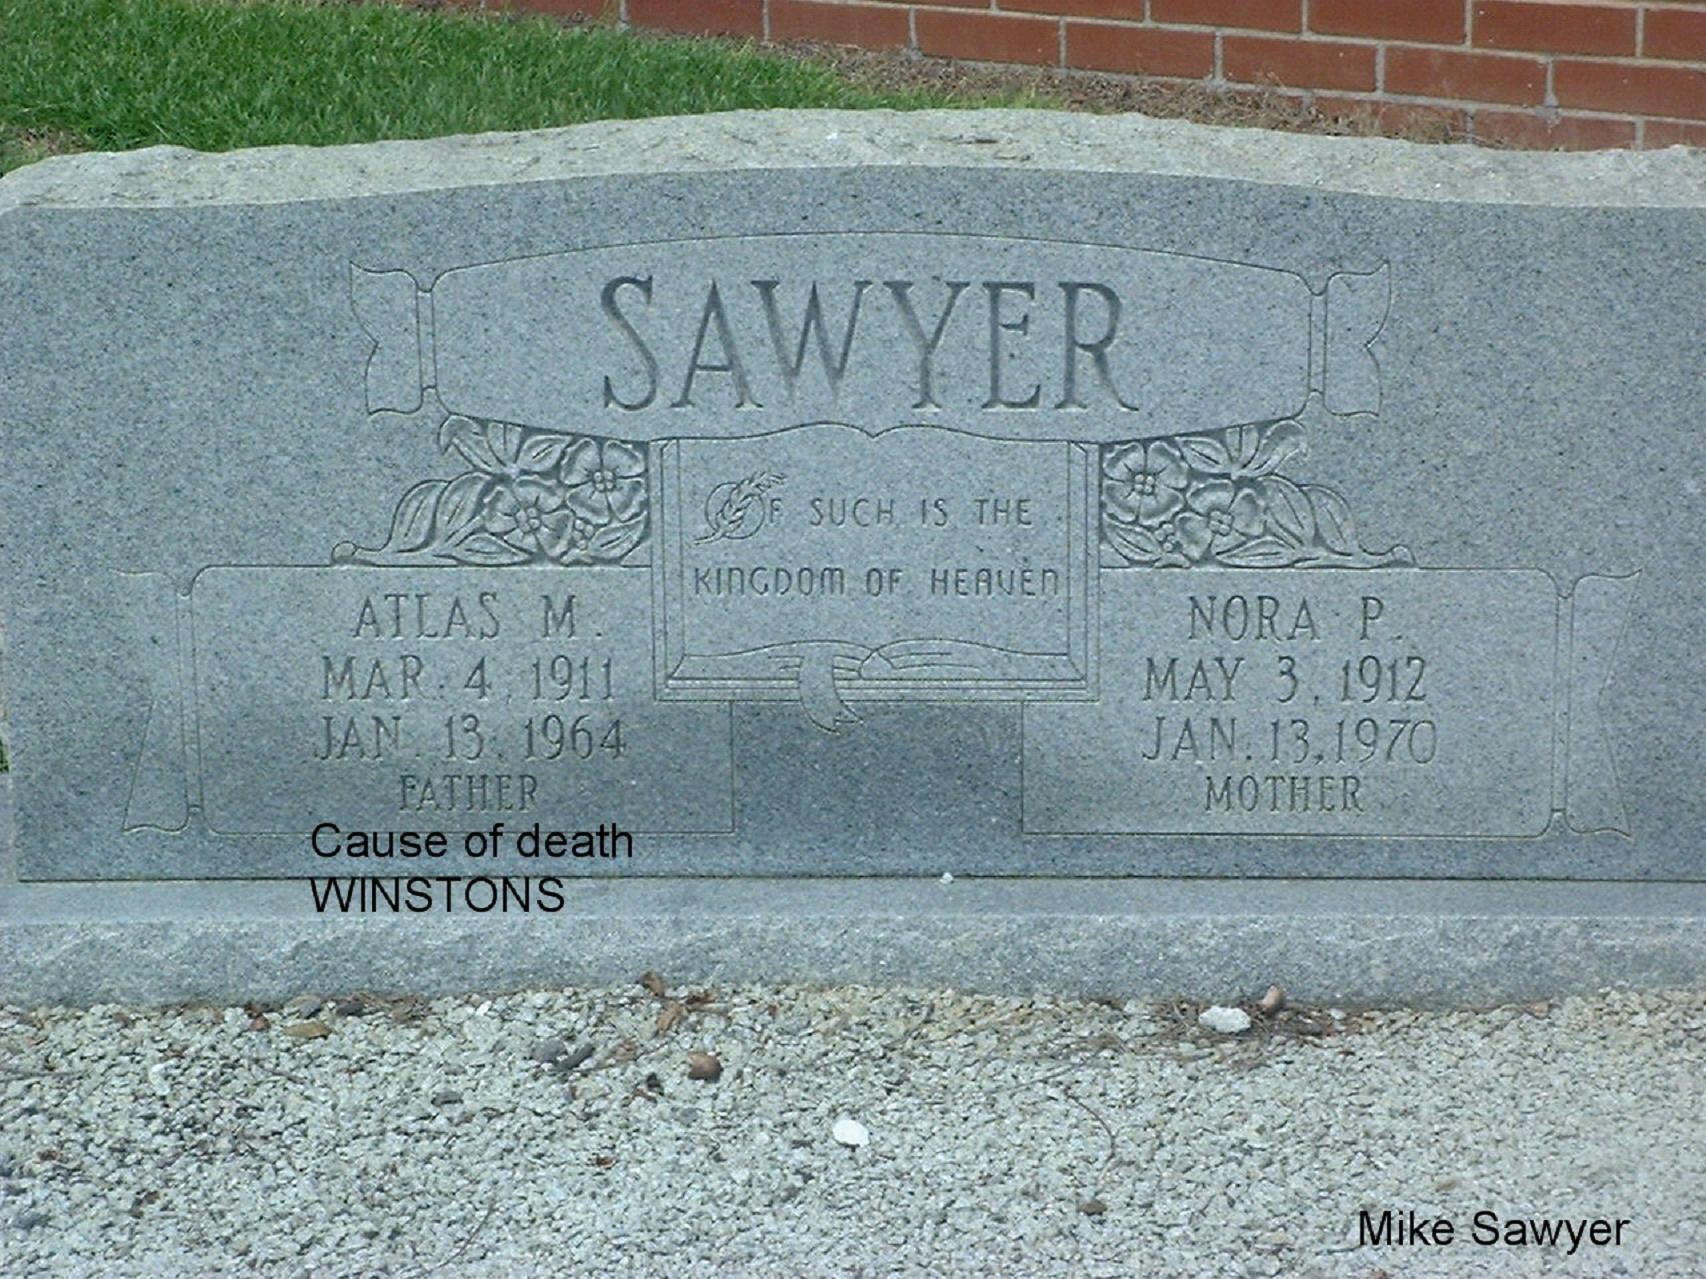 SAWYER
OF SUCH IS THE
KINGDOM OF HEAVEN
ATLAS M.
MAR. 4, 1911
JAN. 13, 1964
FATHER
NORA P.
MAY 3, 1912
JAN. 13, 1970
MOTHER
Cause of death
WINSTONS
Mike Sawyer